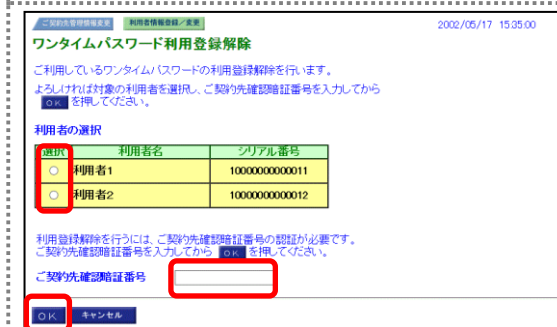 ご契約先管理情報変更 利用者情報登録／変更 2002/05/17 15:35:00
ワンタイムパスワード利用登録解除
ご利用しているワンタイムパスワードの利用登録解除を行います。
よろしければ対象の利用者を選択し、ご契約先確認暗証番号を入力してから
OK を押してください。
利用者の選択
選択 利用者名 シリアル番号
利用者1 10000000000011
利用者2 10000000000012
利用登録解除を行うには、ご契約先確認暗証番号の認証が必要です。
ご契約先確認暗証番号を入力してから OK を押してください。
ご契約先確認暗証番号
OK キャンセル